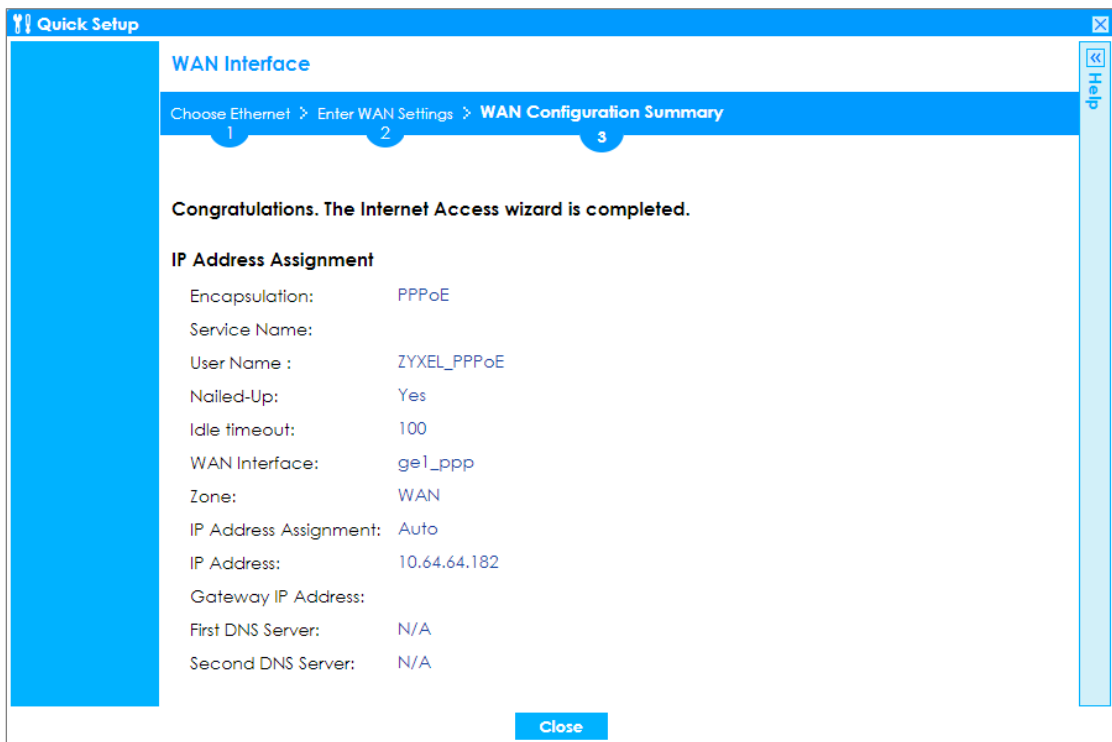 Quick Setup
WAN Interface
Help
Choose Ethernet > Enter WAN Settings > WAN Configuration Summary
1 2 3
Congratulations. The Internet Access wizard is completed.
IP Address Assignment
Encapsulation: PPPoE
Service Name:
User Name : ZYXEL_PPPoE
Nailed-Up: Yes
Idle timeout: 100
WAN Interface: ge1_ppp
Zone: WAN
IP Address Assignment: Auto
IP Address: 10.64.64.182
Gateway IP Address:
First DNS Server: N/A
Second DNS Server: N/A
Close